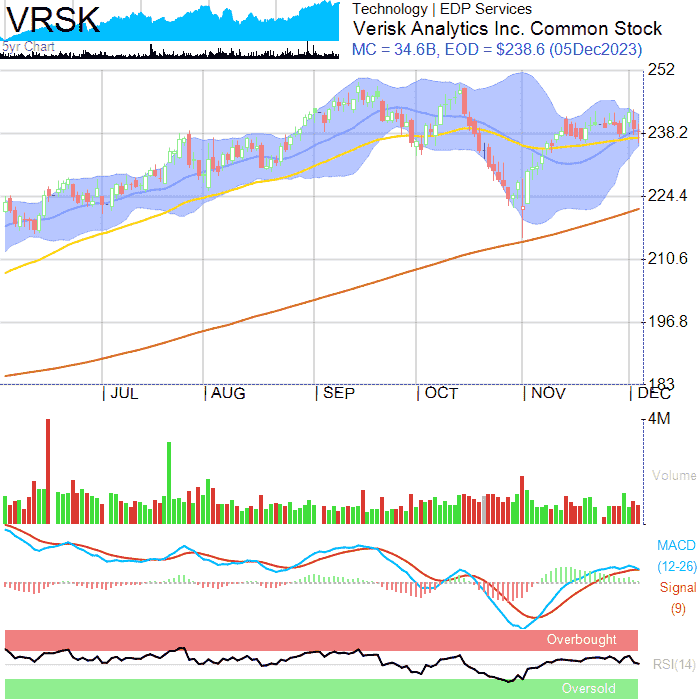 VRSK
5yr Chart
Technology | EDP Services
Verisk Analytics Inc. Common Stock
MC = 34.6B, EOD = $238.6 (05Dec2023)
252
238.2
224.4
210.6
196.8
183
JUL AUG SEP OCT NOV DEC
4M
Volume
MACD
(12-26)
Signal
(9)
Overbought
RSI(14)
Oversold